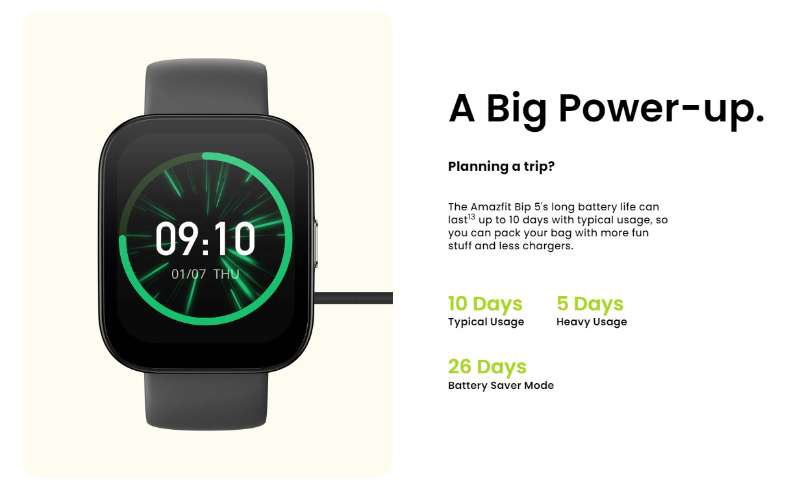 09:10
01/07 THU
A Big Power-up.
Planning a trip?
The Amazfit Bip 5's long battery life can
last13 up to 10 days with typical usage, so
you can pack your bag with more fun
stuff and less chargers.
10 Days
Typical Usage
5 Days
Heavy Usage
26 Days
Battery Saver Mode